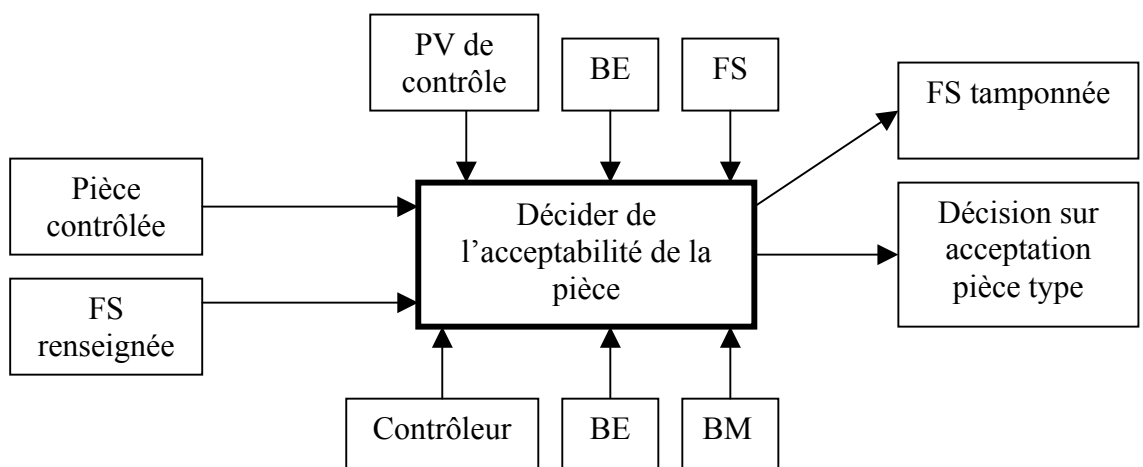 PV de
contrôle
BE
FS
FS tamponnée
Pièce
contrôlée
Décider de
l’acceptabilité de la
pièce
Décision sur
acceptation
pièce type
FS
renseignée
Contrôleur
BE
BM